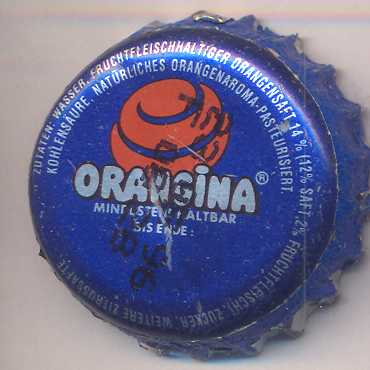 ZUTATEN: WASSER, FRUCHTFLEISCHHALTIGER ORANGENSAFT 14% (12% SAFT, 2% FRUCHTFLEISCH), ZUCKER, WEITERE ZITRUSSÄFTE,
KOHLENSÄURE, NATÜRLICHES ORANGENAROMA. PASTEURISIERT.
ORANGINA®
MINDESTENS HALTBAR
BIS ENDE: